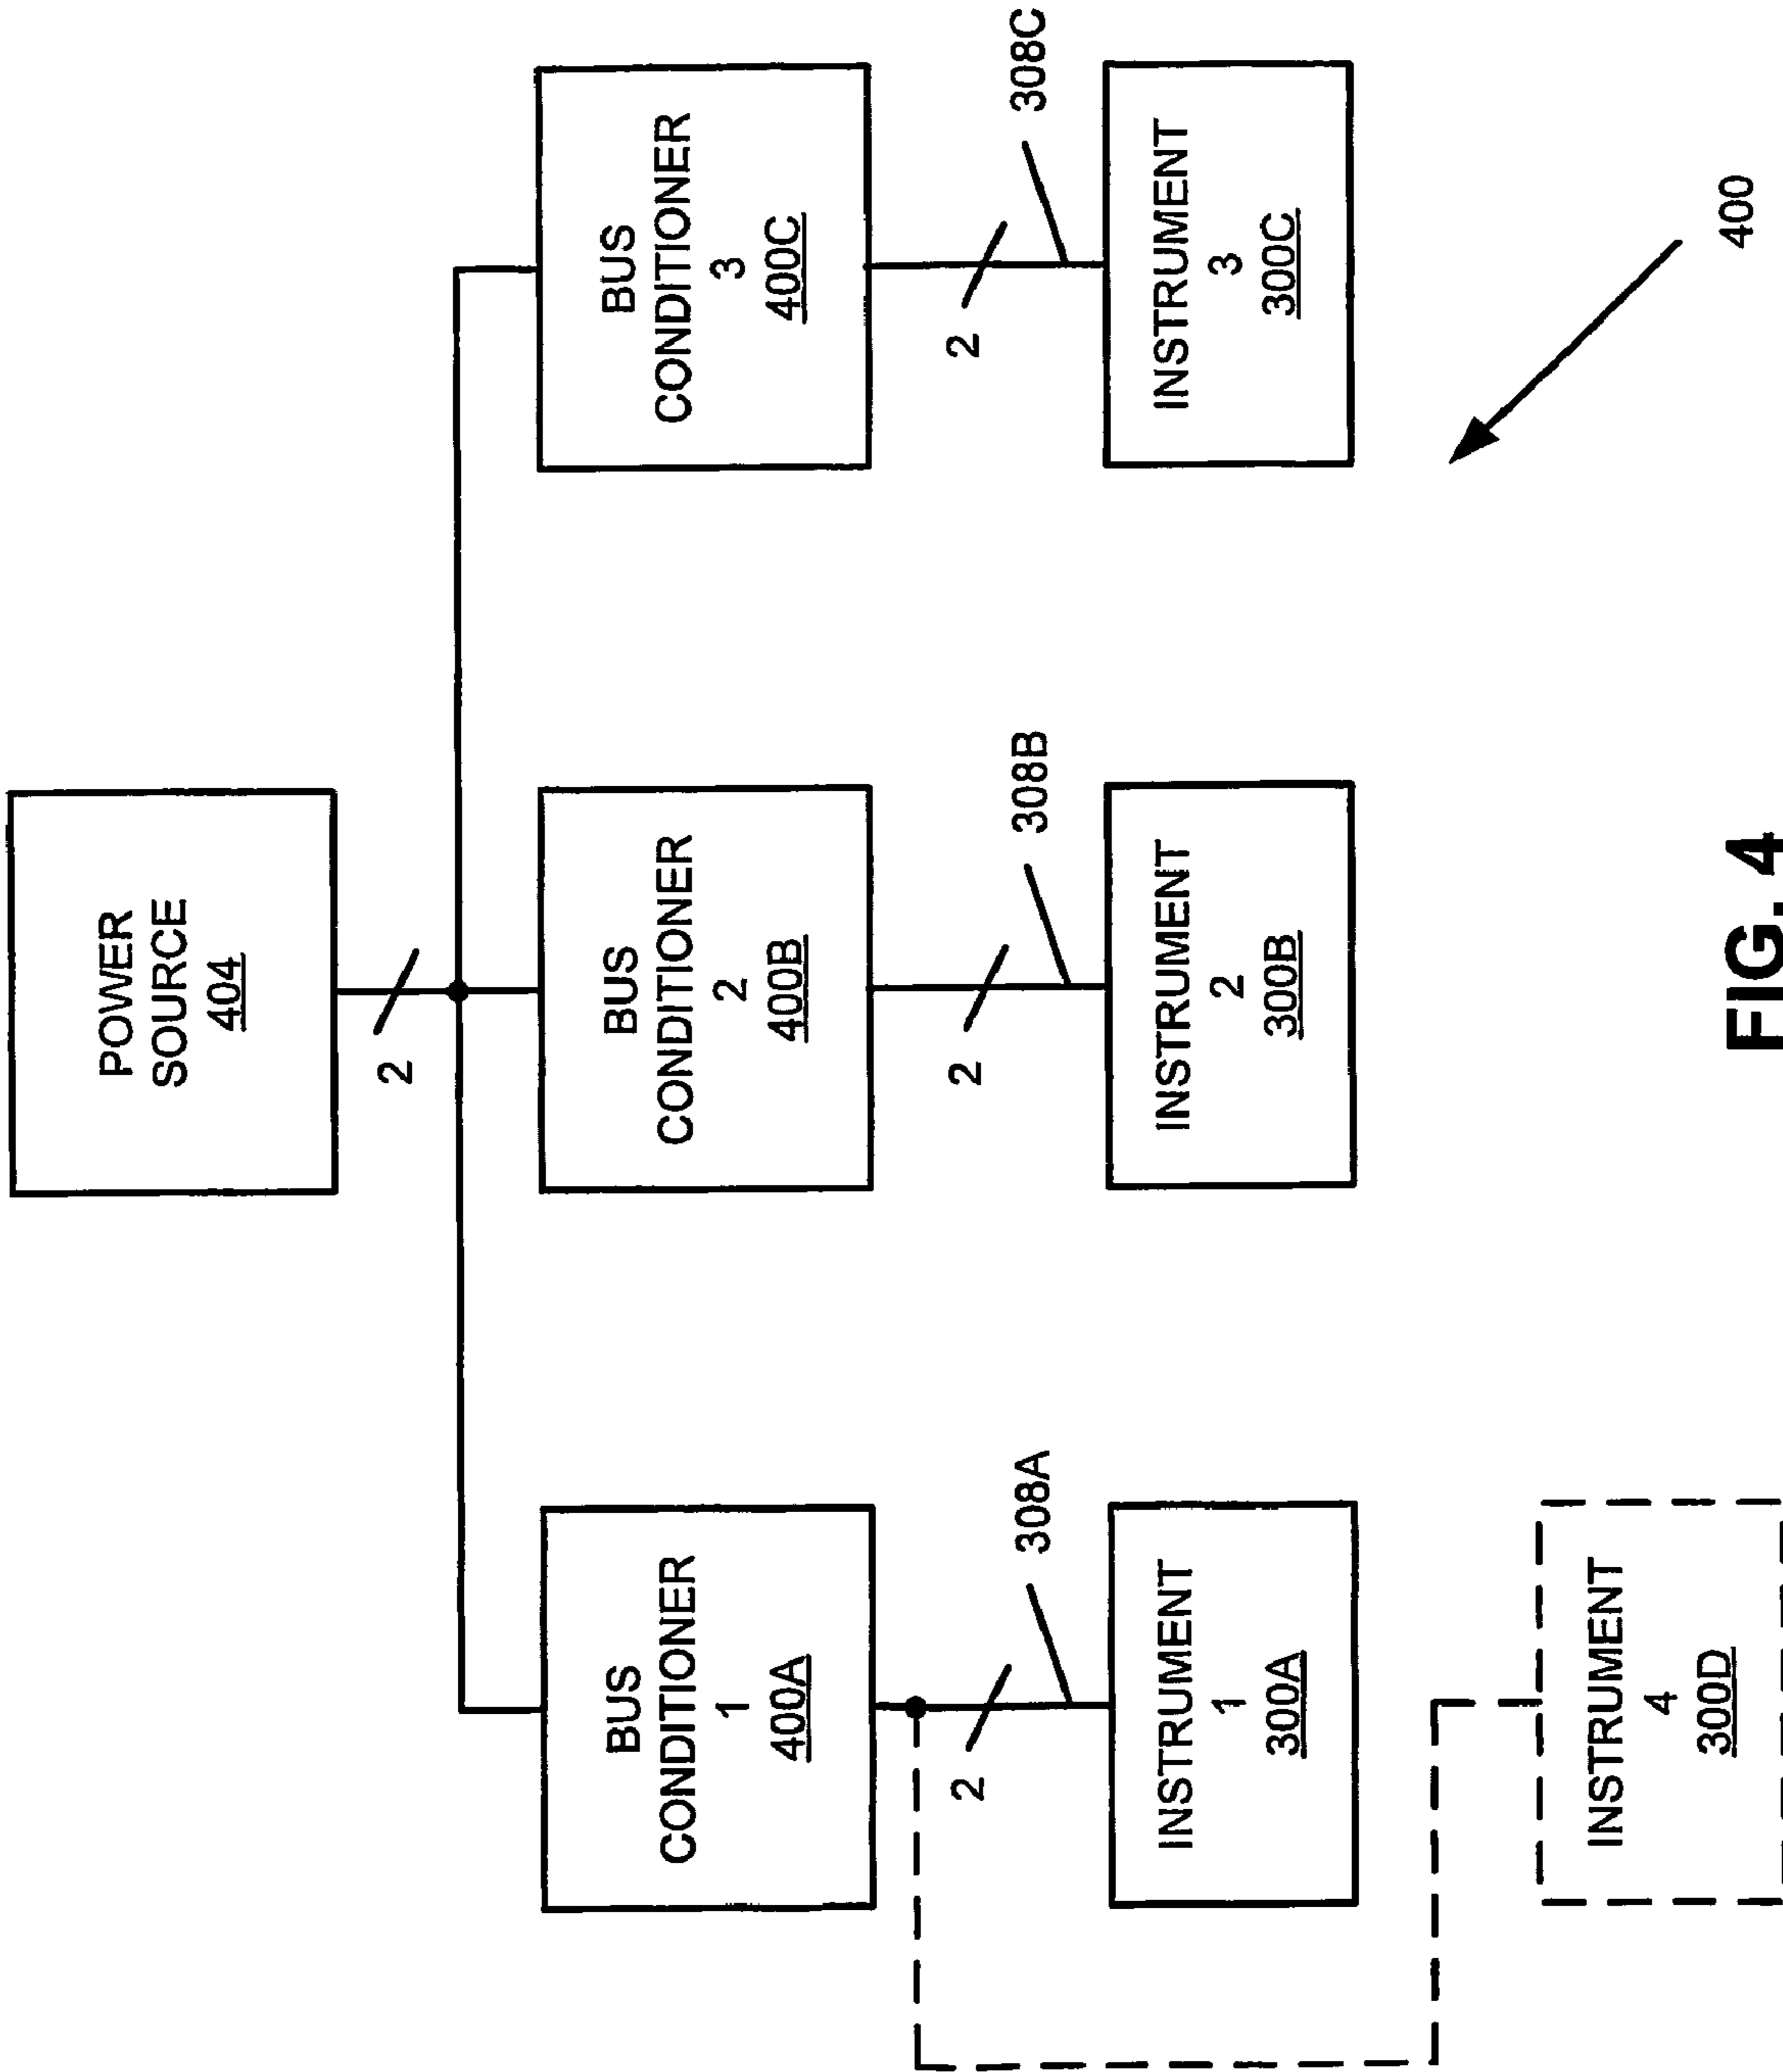 POWER
SOURCE
404
2
BUS
CONDITIONER
1
400A
BUS
CONDITIONER
2
400B
BUS
CONDITIONER
3
400C
2
308A
2
308B
2
308C
INSTRUMENT
1
300A
INSTRUMENT
2
300B
INSTRUMENT
3
300C
INSTRUMENT
4
300D
400
FIG. 4